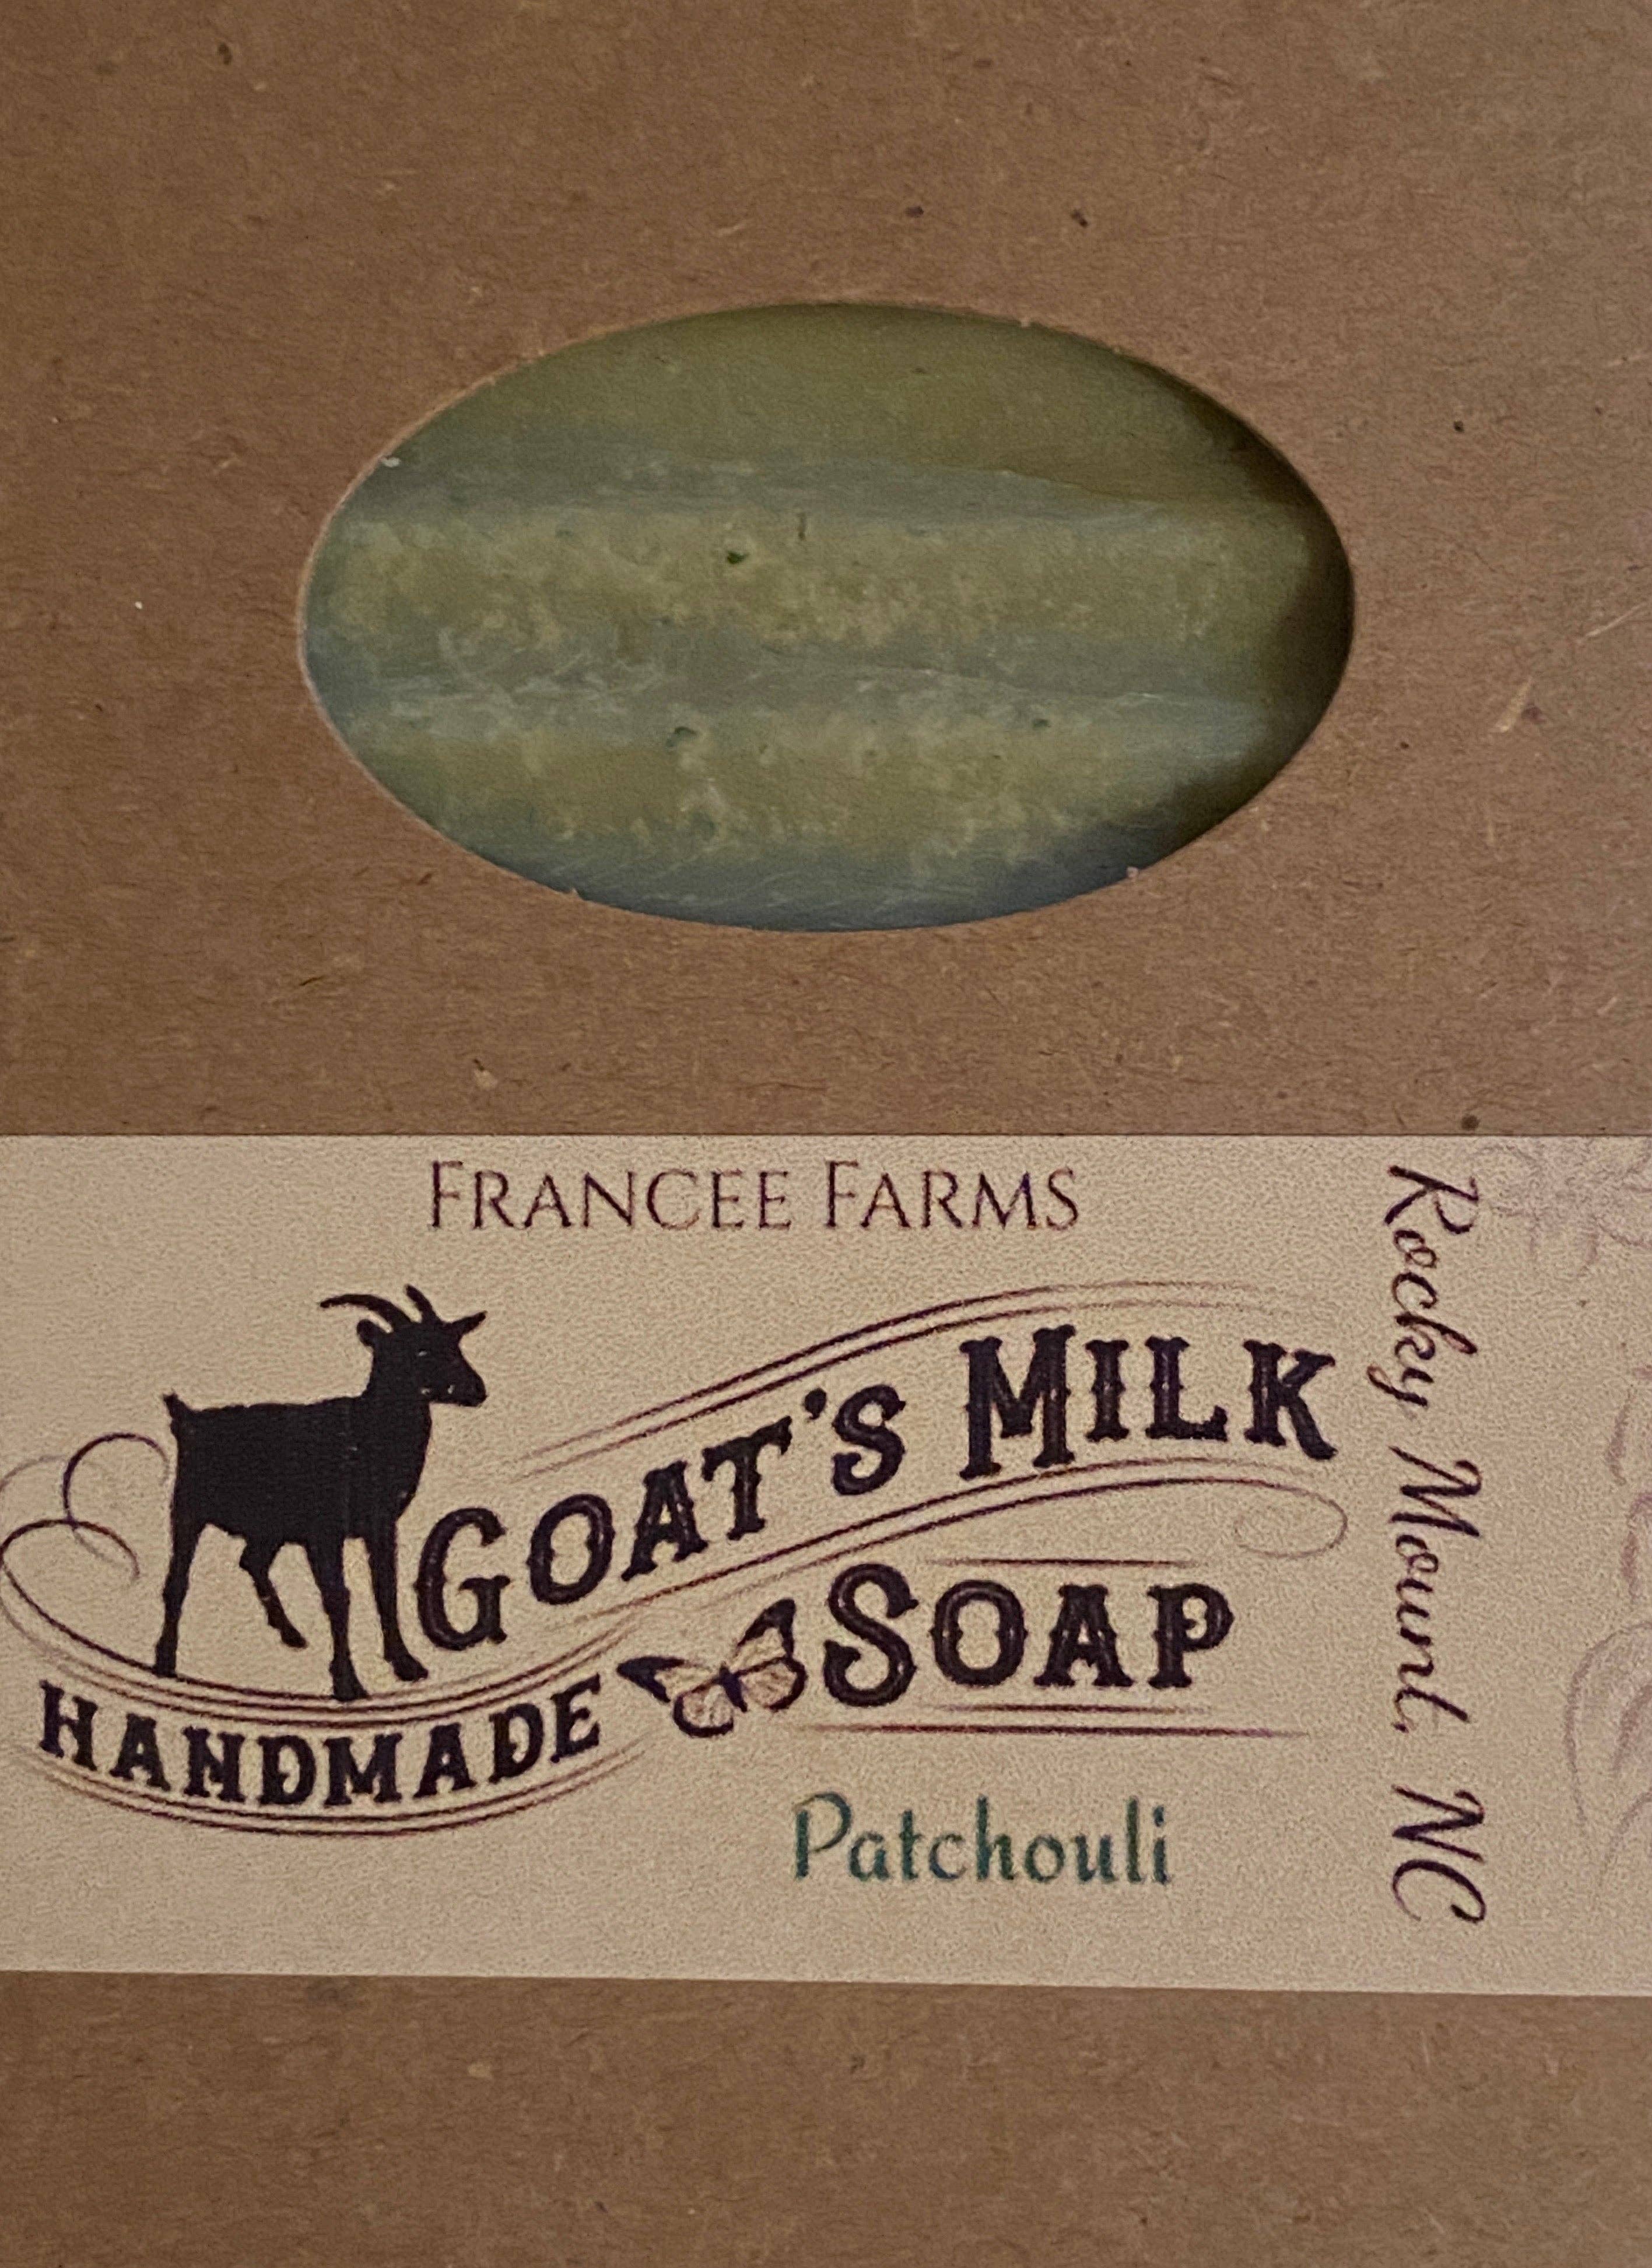 FRANCEE FARMS
GOAT'S MILK
HANDMADE SOAP
Patchouli
Rocky Mount, NC